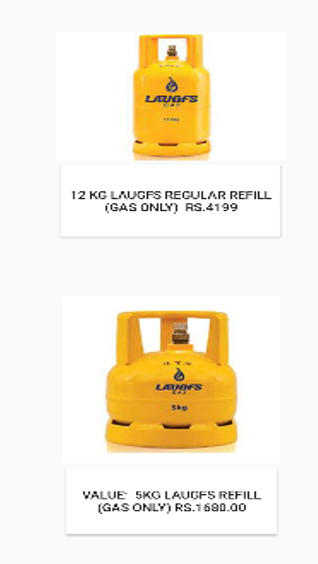 LAUGFS
GAS
12 KG LAUGFS REGULAR REFILL
(GAS ONLY) RS.4199
LAUGFS
GAS
5kg
VALUE: 5KG LAUGFS REFILL
(GAS ONLY) RS.1680.00